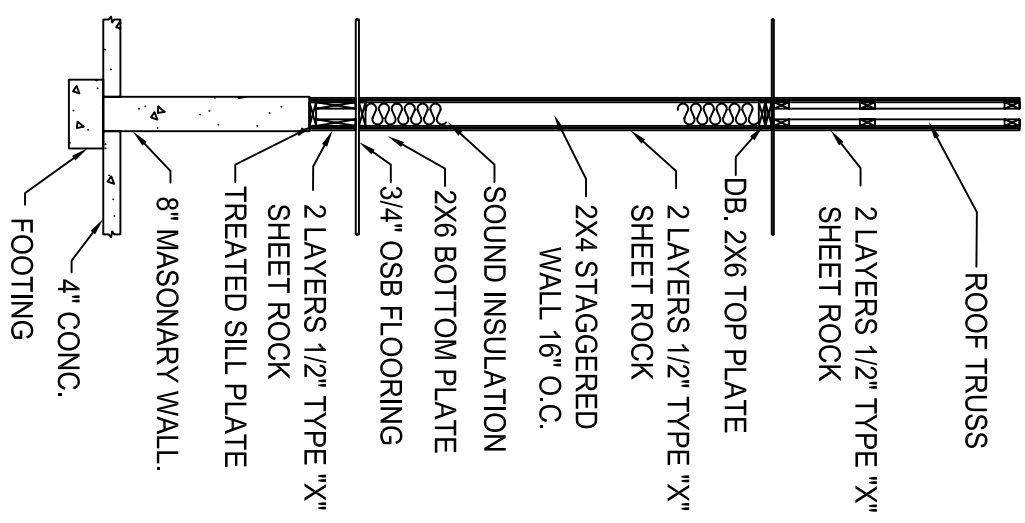 ROOF TRUSS
2 LAYERS 1/2" TYPE "X"
SHEET ROCK
DB. 2X6 TOP PLATE
2 LAYERS 1/2" TYPE "X"
SHEET ROCK
2X4 STAGGERED
WALL 16" O.C.
SOUND INSULATION
2X6 BOTTOM PLATE
3/4" OSB FLOORING
2 LAYERS 1/2" TYPE "X"
SHEET ROCK
TREATED SILL PLATE
8" MASONARY WALL.
4" CONC.
FOOTING